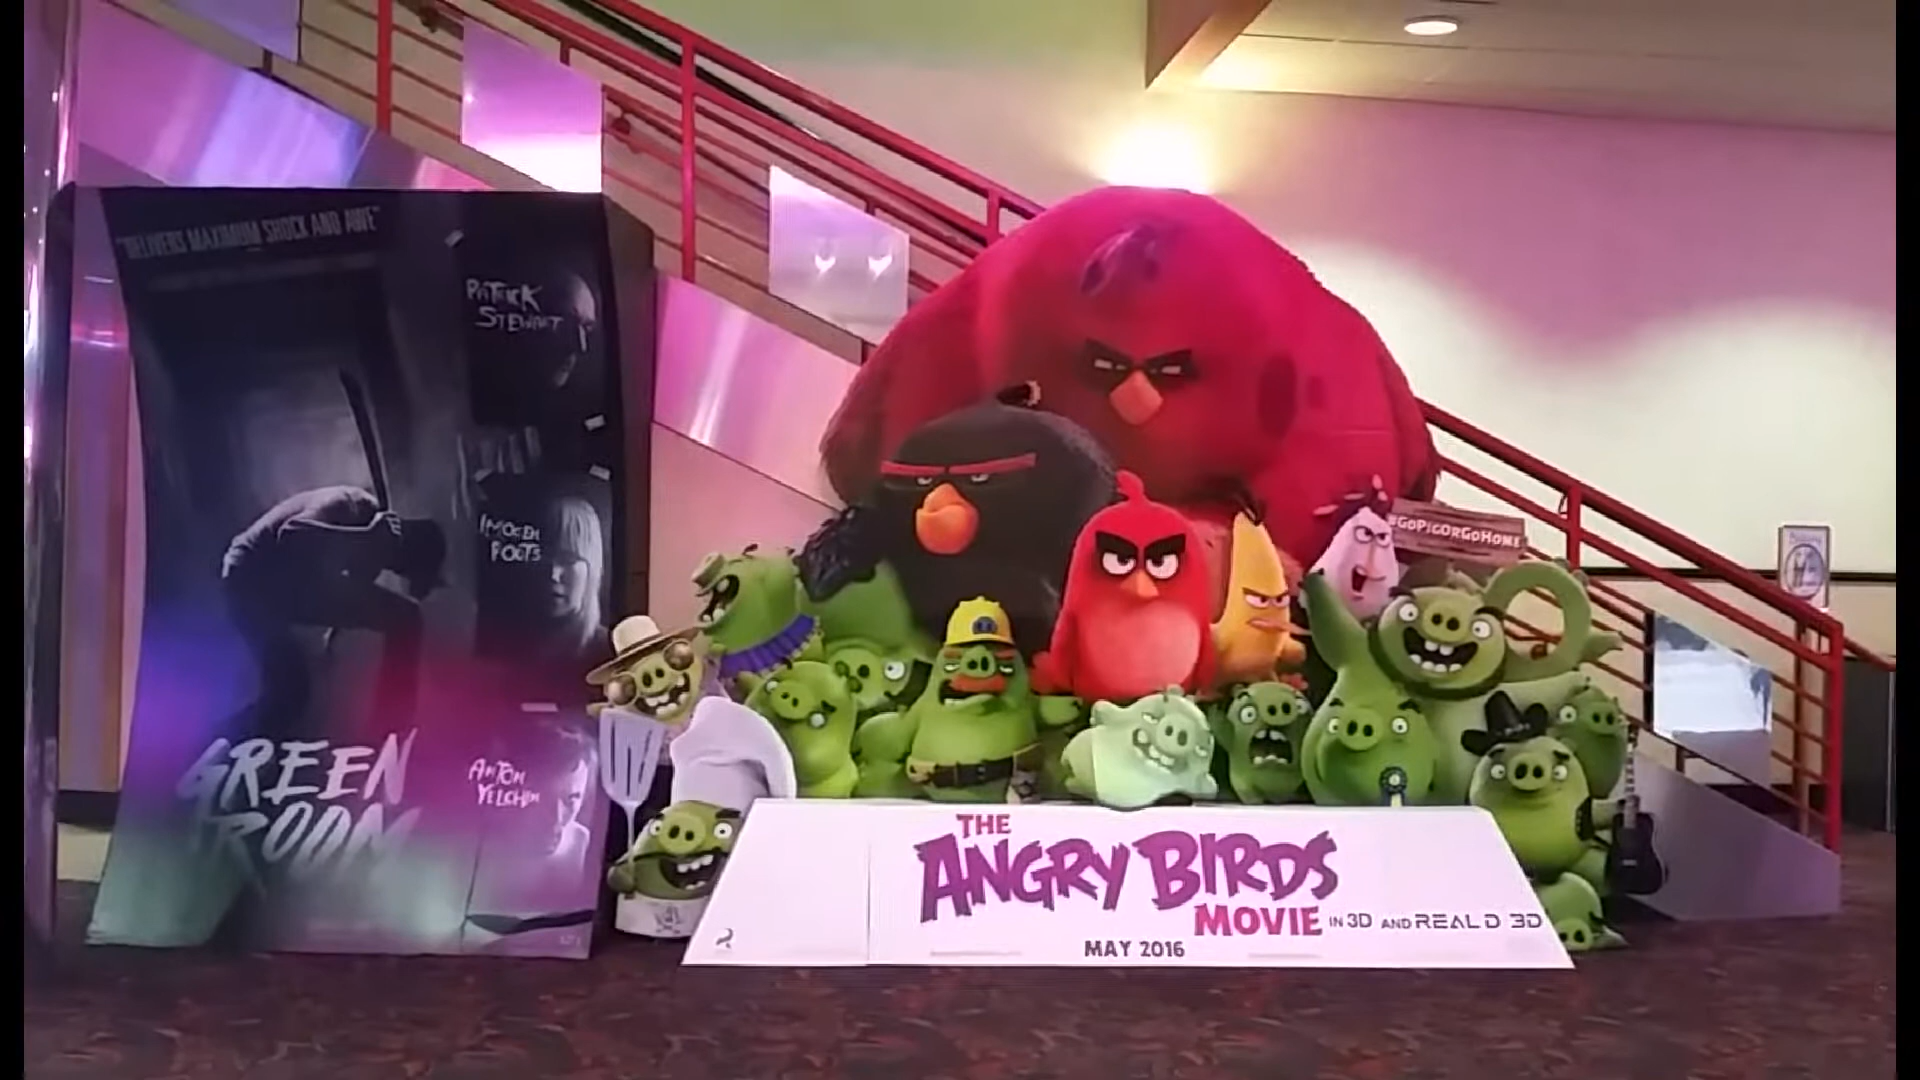 "DELIVERS MAXIMUM SHOCK AND AWE"
PATRICK
STEWART
IMOGEN
POOTS
GREEN
ROOM
ANTON
YELCHIN
#GOPIGORGOHOME
THE
ANGRY BIRDS
MOVIE IN 3D AND REAL D 3D
MAY 2016